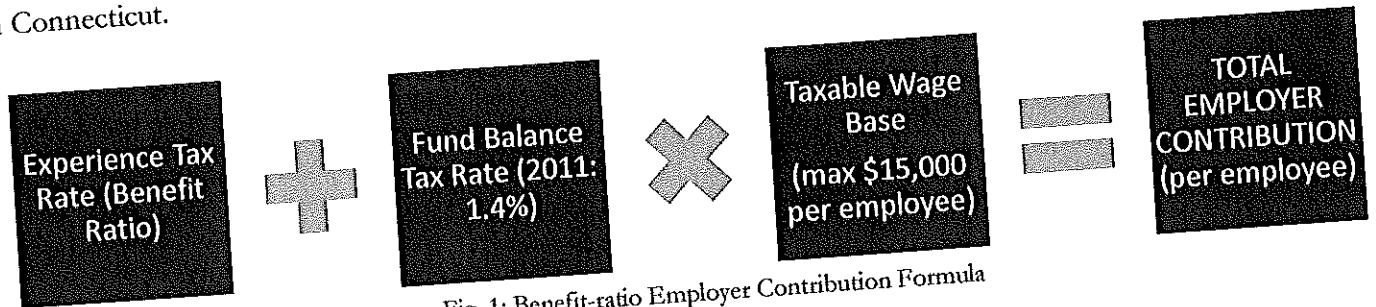 Connecticut.
Experience Tax
Rate (Benefit
Ratio)
Fund Balance
Tax Rate (2011:
1.4%)
Taxable Wage
Base
(max $15,000
per employee)
TOTAL
EMPLOYER
CONTRIBUTION
(per employee)
Fig. 1: Benefit-ratio Employer Contribution Formula